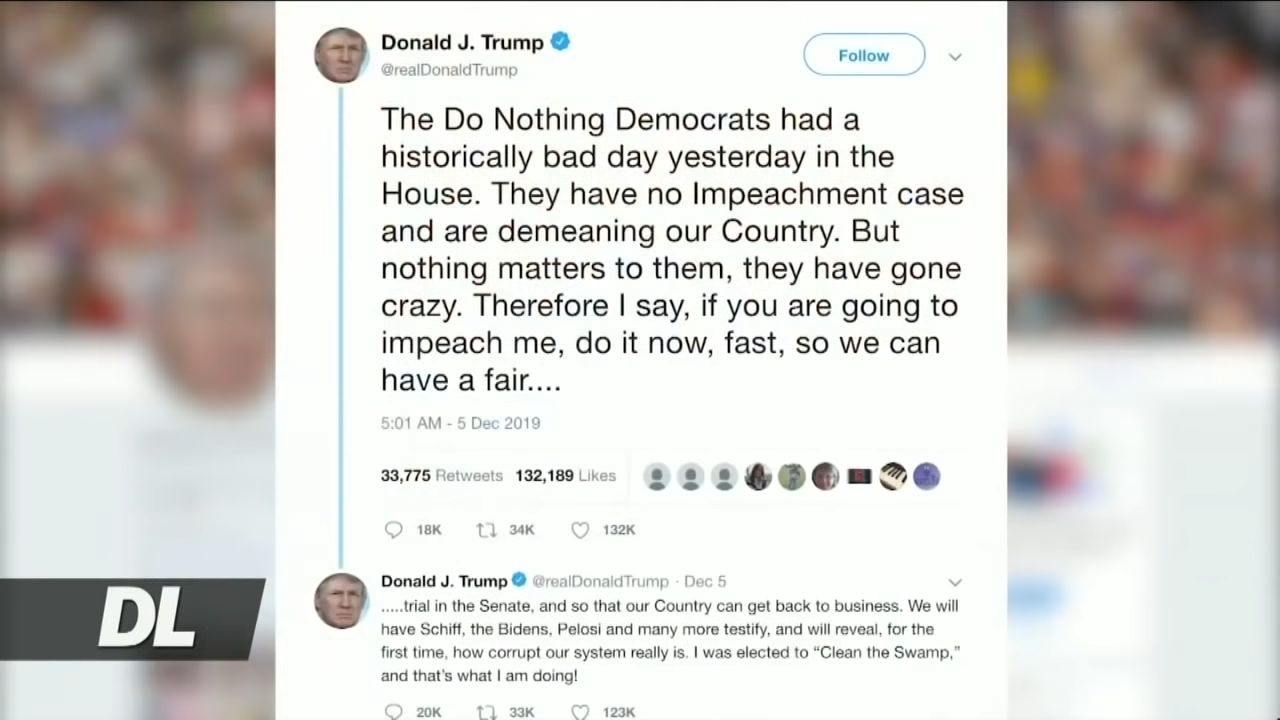 Donald J. Trump
@realDonaldTrump
Follow
The Do Nothing Democrats had a
historically bad day yesterday in the
House. They have no Impeachment case
and are demeaning our Country. But
nothing matters to them, they have gone
crazy. Therefore I say, if you are going to
impeach me, do it now, fast, so we can
have a fair....
5:01 AM - 5 Dec 2019
33,775 Retweets 132,189 Likes
18K 34K 132K
Donald J. Trump @realDonaldTrump · Dec 5
.....trial in the Senate, and so that our Country can get back to business. We will
have Schiff, the Bidens, Pelosi and many more testify, and will reveal, for the
first time, how corrupt our system really is. I was elected to “Clean the Swamp,”
and that’s what I am doing!
20K 33K 123K
DL